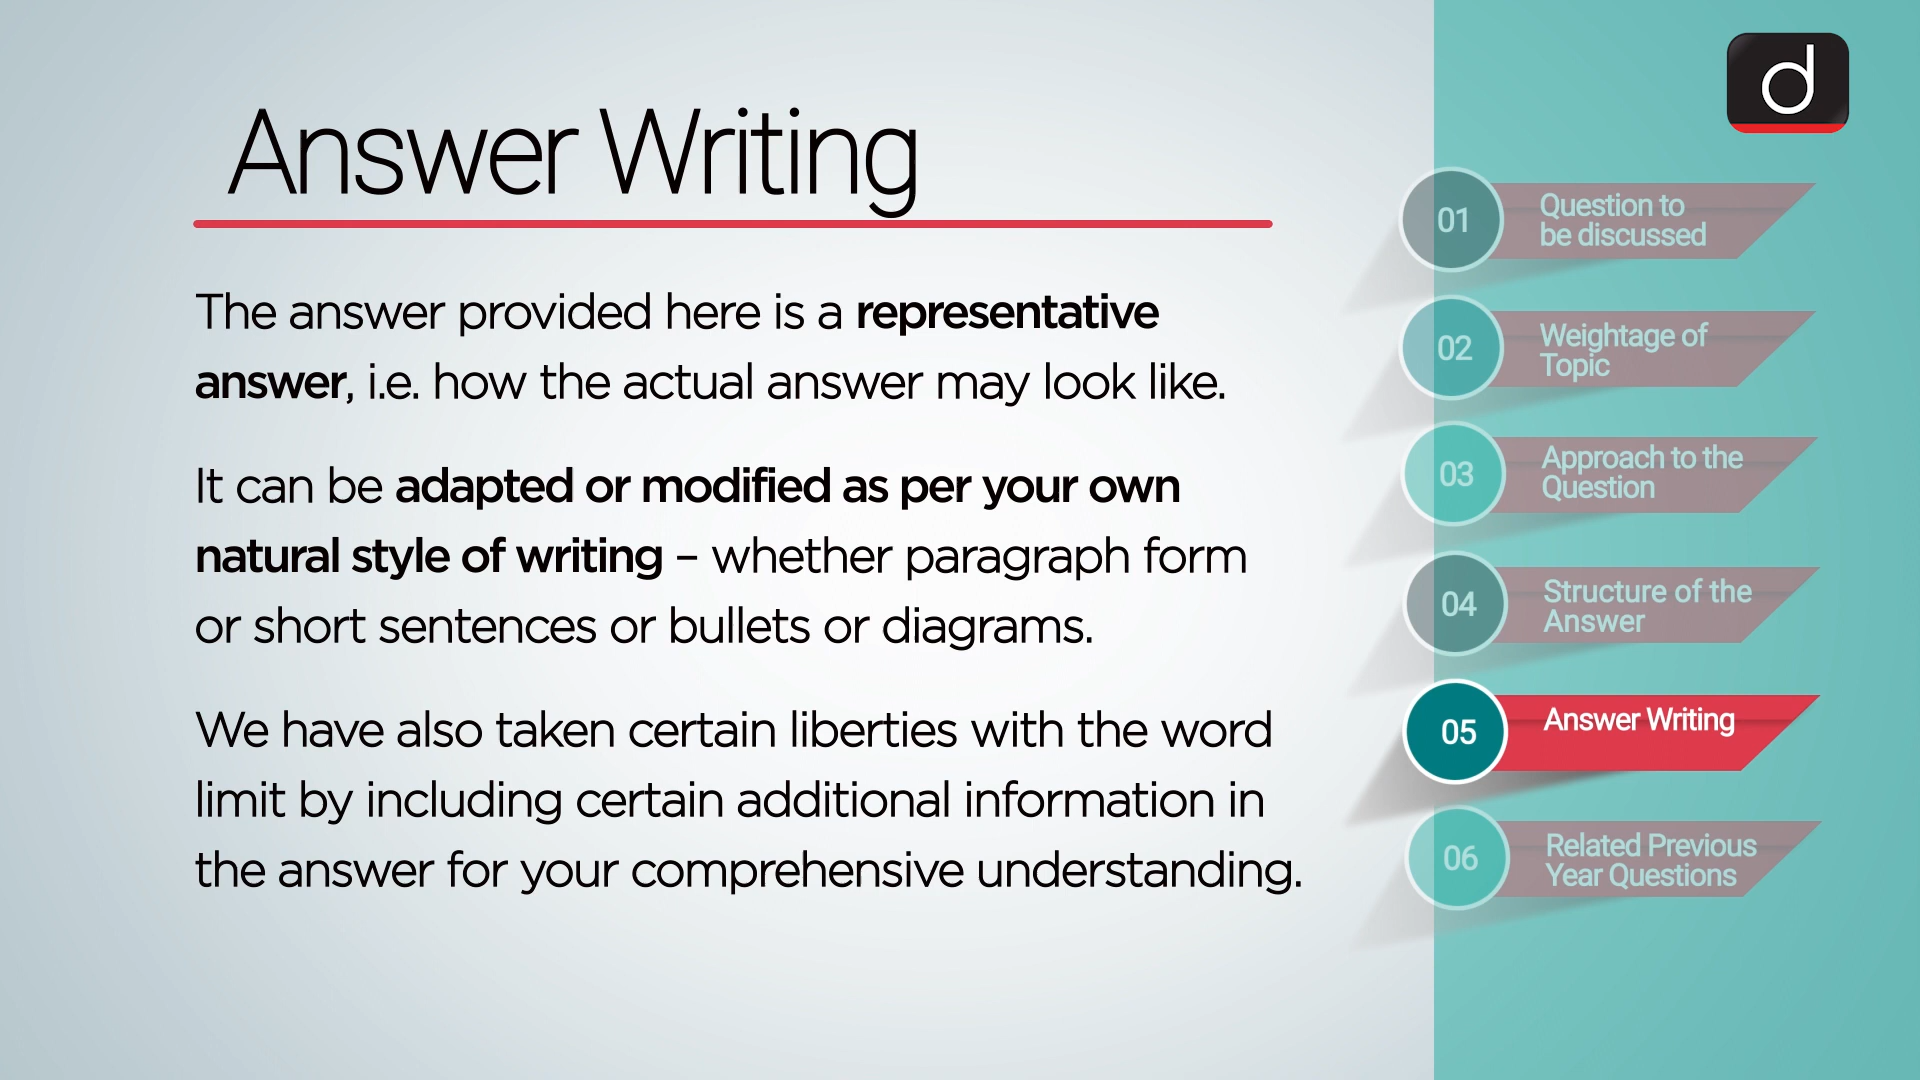 Answer Writing
The answer provided here is a representative
answer, i.e. how the actual answer may look like.
It can be adapted or modified as per your own
natural style of writing – whether paragraph form
or short sentences or bullets or diagrams.
We have also taken certain liberties with the word
limit by including certain additional information in
the answer for your comprehensive understanding.
d
01
Question to
be discussed
02
Weightage of
Topic
03
Approach to the
Question
04
Structure of the
Answer
05
Answer Writing
06
Related Previous
Year Questions